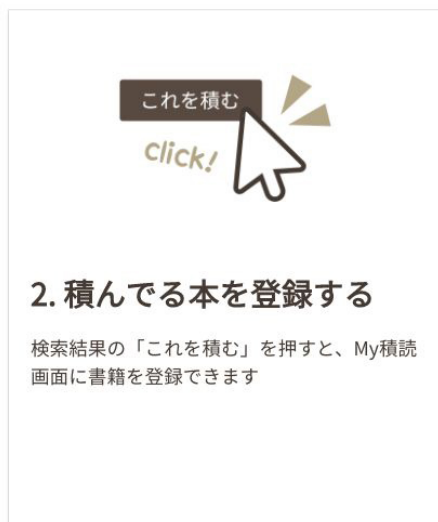 これを積む
click!
2. 積んでる本を登録する
検索結果の「これを積む」を押すと、My積読
画面に書籍を登録できます